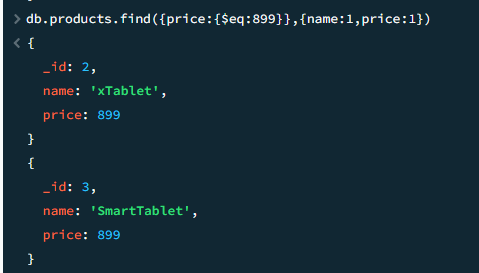 > db.products.find({price:{$eq:899}},{name:1,price:1})
< {
_id: 2,
name: 'xTablet',
price: 899
}
{
_id: 3,
name: 'SmartTablet',
price: 899
}